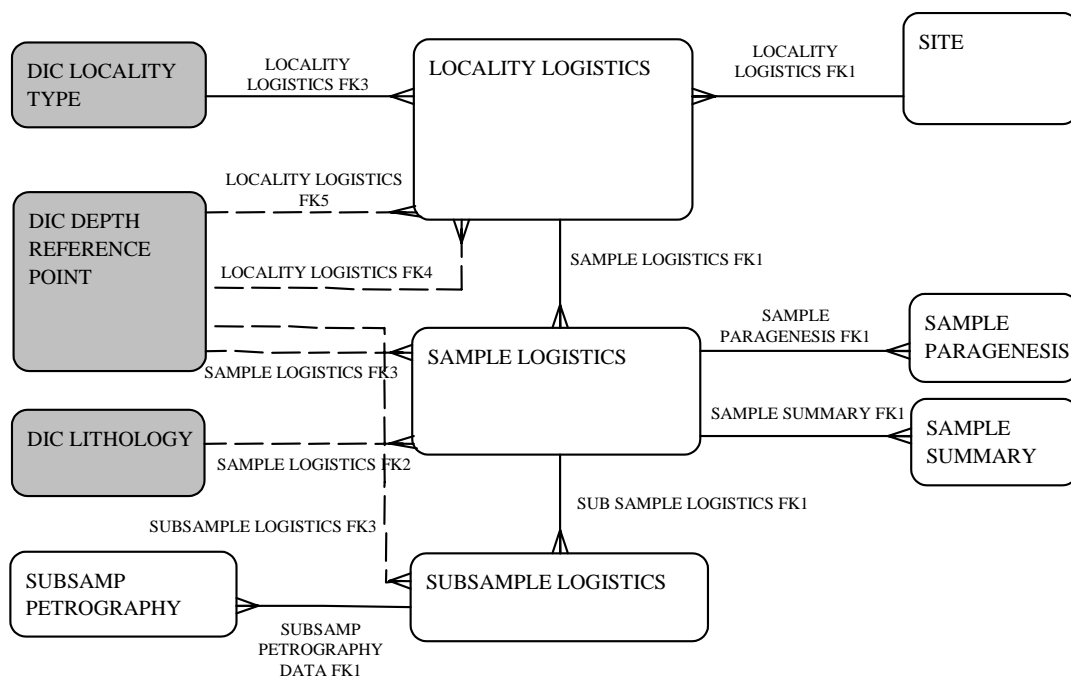 DIC LOCALITY
TYPE
LOCALITY
LOGISTICS FK3
LOCALITY LOGISTICS
LOCALITY
LOGISTICS FK1
SITE
DIC DEPTH
REFERENCE
POINT
LOCALITY LOGISTICS
FK5
LOCALITY LOGISTICS FK4
SAMPLE LOGISTICS FK1
SAMPLE LOGISTICS FK3
SAMPLE LOGISTICS
SAMPLE
PARAGENESIS FK1
SAMPLE
PARAGENESIS
DIC LITHOLOGY
SAMPLE LOGISTICS FK2
SAMPLE SUMMARY FK1
SAMPLE
SUMMARY
SUBSAMPLE LOGISTICS FK3
SUB SAMPLE LOGISTICS FK1
SUBSAMP
PETROGRAPHY
SUBSAMPLE LOGISTICS
SUBSAMP
PETROGRAPHY
DATA FK1